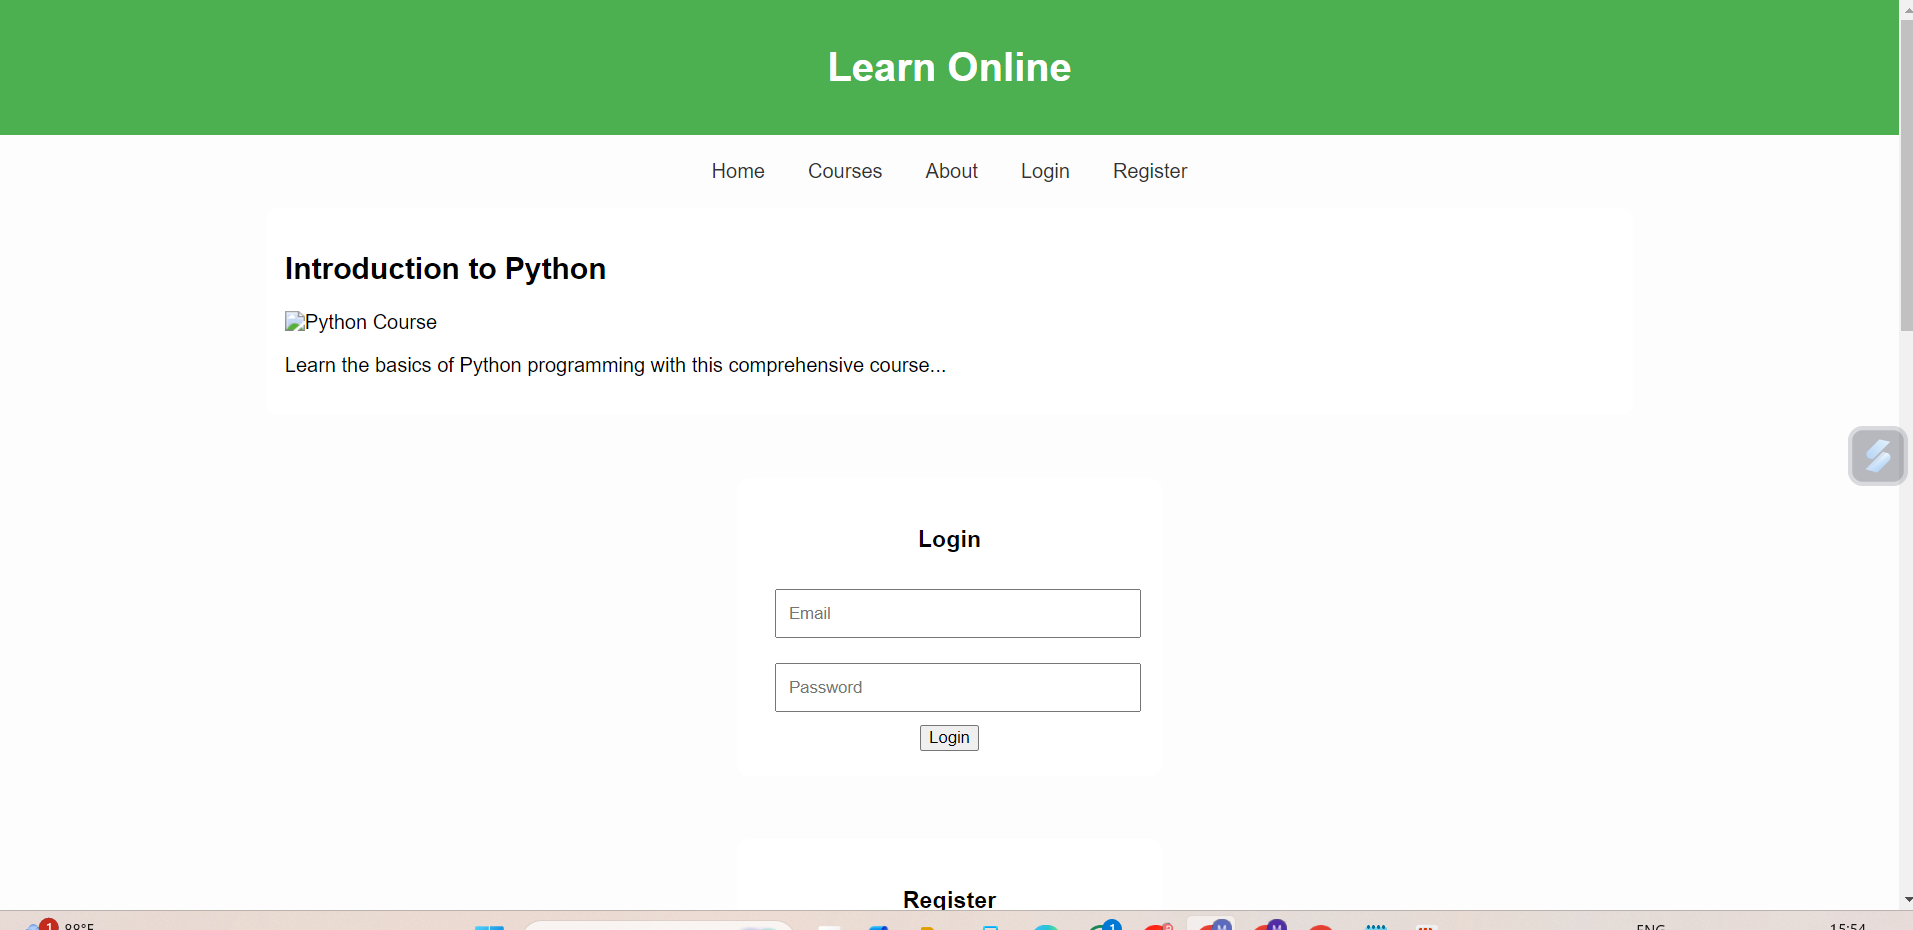 Learn Online
Home Courses About Login Register
Introduction to Python
Python Course
Learn the basics of Python programming with this comprehensive course...
Login
Email
Password
Login
Register
1 88°F 1 M M ENG 15:54